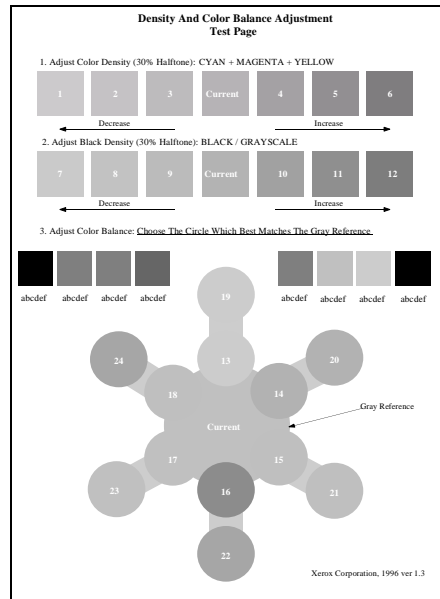 Density And Color Balance Adjustment
Test Page
1. Adjust Color Density (30% Halftone): CYAN + MAGENTA + YELLOW
1 2 3 Current 4 5 6
Decrease Increase
2. Adjust Black Density (30% Halftone): BLACK / GRAYSCALE
7 8 9 Current 10 11 12
Decrease Increase
3. Adjust Color Balance: Choose The Circle Which Best Matches The Gray Reference
abcdef abcdef abcdef abcdef abcdef abcdef abcdef abcdef
19
24 13 20
18 14
Gray Reference
Current
17 15
23 16 21
22
Xerox Corporation, 1996 ver 1.3